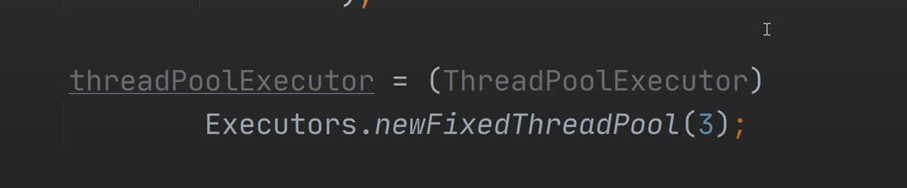 threadPoolExecutor = (ThreadPoolExecutor)
Executors.newFixedThreadPool(3);